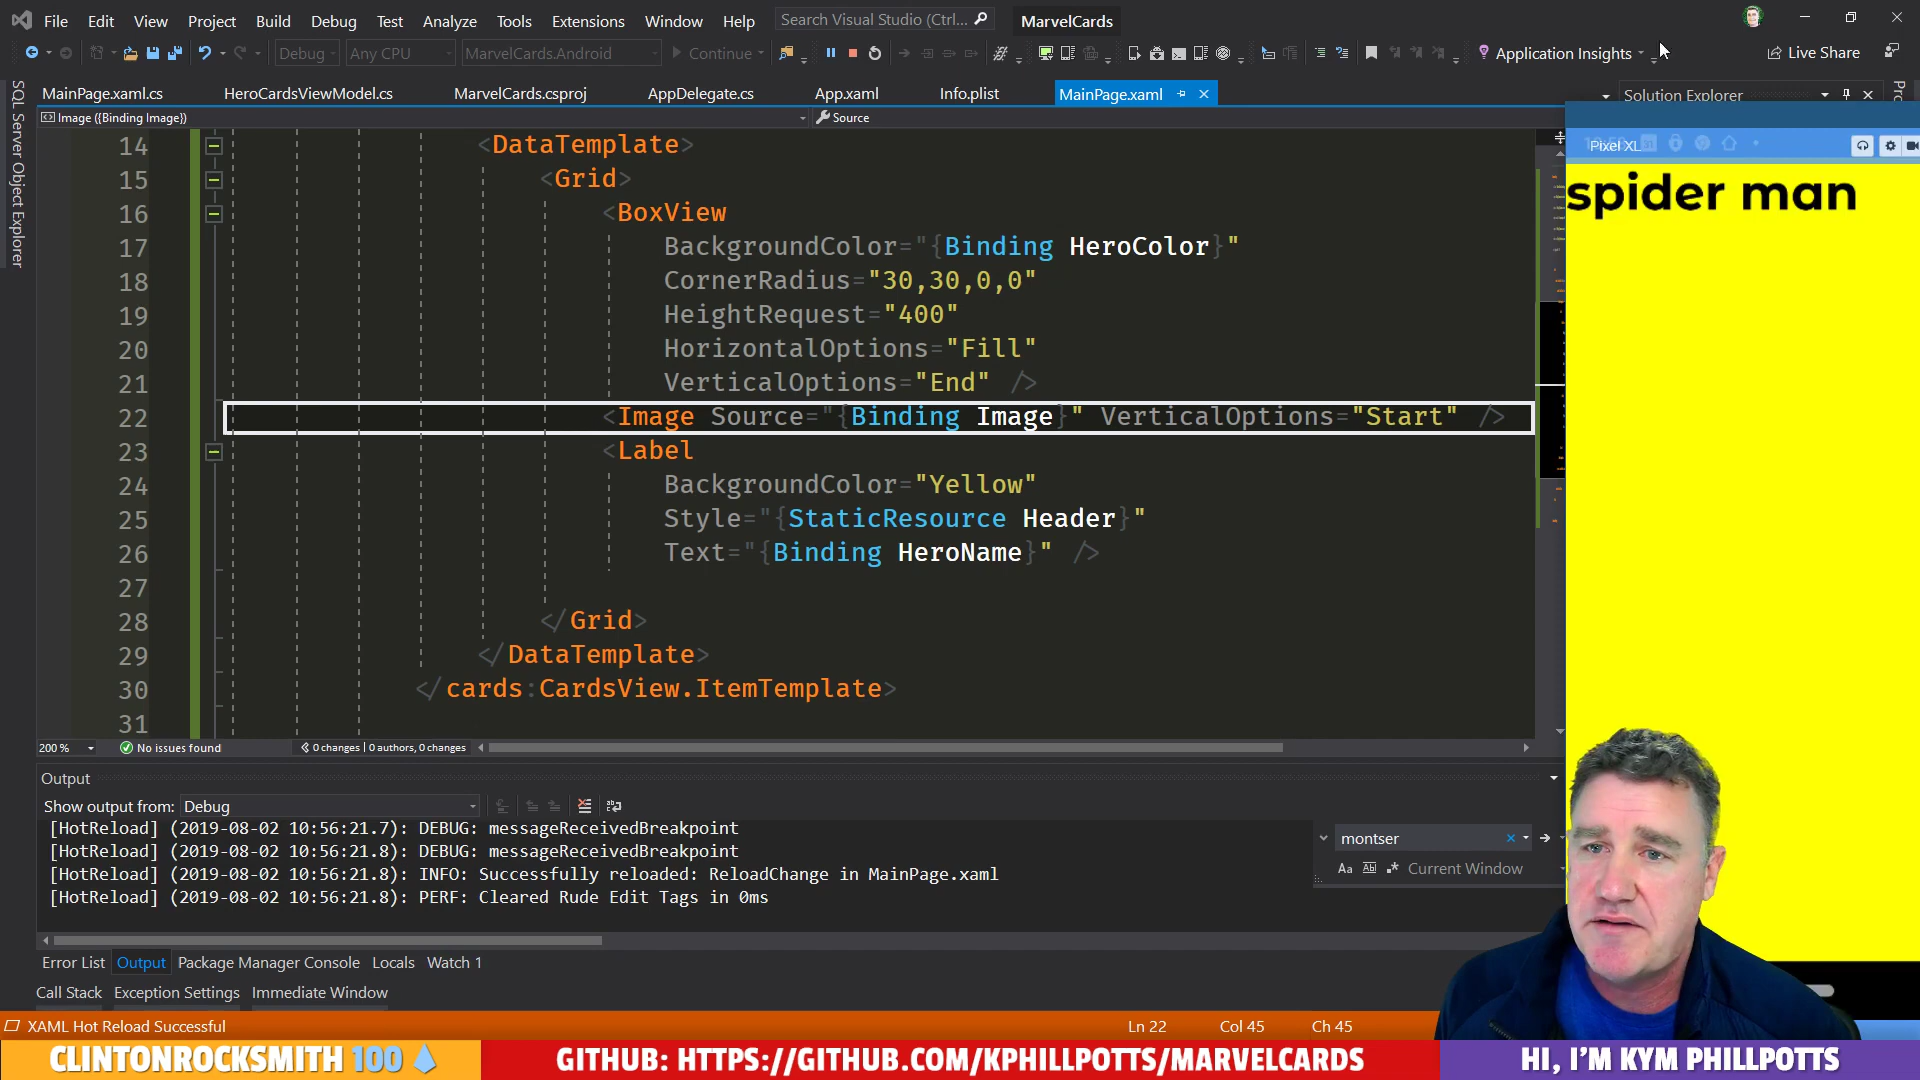 File Edit View Project Build Debug Test Analyze Tools Extensions Window Help Search Visual Studio (Ctrl... MarvelCards
Debug Any CPU MarvelCards.Android Continue Application Insights Live Share
MainPage.xaml.cs HeroCardsViewModel.cs MarvelCards.csproj AppDelegate.cs App.xaml Info.plist MainPage.xaml Solution Explorer
Image ({Binding Image}) Source
SQL Server Object Explorer
14 <DataTemplate>
15 <Grid>
16 <BoxView
17 BackgroundColor="{Binding HeroColor}"
18 CornerRadius="30,30,0,0"
19 HeightRequest="400"
20 HorizontalOptions="Fill"
21 VerticalOptions="End" />
22 <Image Source="{Binding Image}" VerticalOptions="Start" />
23 <Label
24 BackgroundColor="Yellow"
25 Style="{StaticResource Header}"
26 Text="{Binding HeroName}" />
27
28 </Grid>
29 </DataTemplate>
30 </cards:CardsView.ItemTemplate>
31
Pixel XL
spider man
200 % No issues found 0 changes | 0 authors, 0 changes
Output
Show output from: Debug
[HotReload] (2019-08-02 10:56:21.7): DEBUG: messageReceivedBreakpoint
[HotReload] (2019-08-02 10:56:21.8): DEBUG: messageReceivedBreakpoint
[HotReload] (2019-08-02 10:56:21.8): INFO: Successfully reloaded: ReloadChange in MainPage.xaml
[HotReload] (2019-08-02 10:56:21.8): PERF: Cleared Rude Edit Tags in 0ms
montser
Aa Ab Current Window
Error List Output Package Manager Console Locals Watch 1
Call Stack Exception Settings Immediate Window
XAML Hot Reload Successful Ln 22 Col 45 Ch 45
CLINTONROCKSMITH 100 GITHUB: HTTPS://GITHUB.COM/KPHILLPOTTS/MARVELCARDS HI, I'M KYM PHILLPOTTS